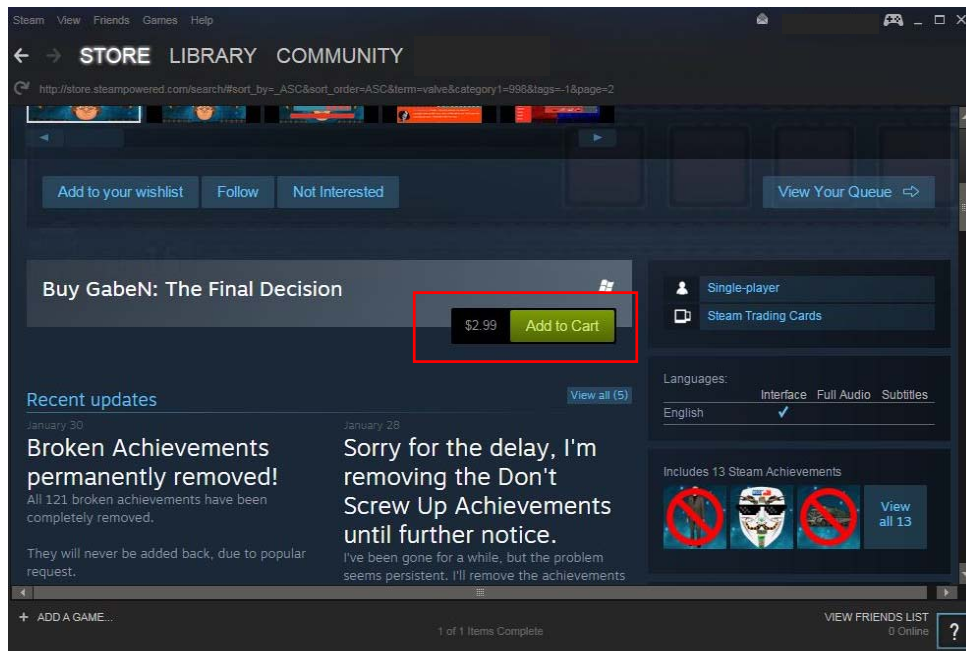 Steam View Friends Games Help
STORE LIBRARY COMMUNITY
http://store.steampowered.com/search/#sort_by=_ASC&sort_order=ASC&term=valve&category1=998&tags=-1&page=2
Add to your wishlist Follow Not Interested View Your Queue
Buy GabeN: The Final Decision
$2.99 Add to Cart
Single-player
Steam Trading Cards
Languages:
Interface Full Audio Subtitles
English ✓
Includes 13 Steam Achievements
View
all 13
Recent updates View all (5)
January 30
Broken Achievements
permanently removed!
All 121 broken achievements have been
completely removed.
They will never be added back, due to popular
request.
January 28
Sorry for the delay, I'm
removing the Don't
Screw Up Achievements
until further notice.
I've been gone for a while, but the problem
seems persistent. I'll remove the achievements
+ ADD A GAME...
1 of 1 Items Complete
VIEW FRIENDS LIST
0 Online
?